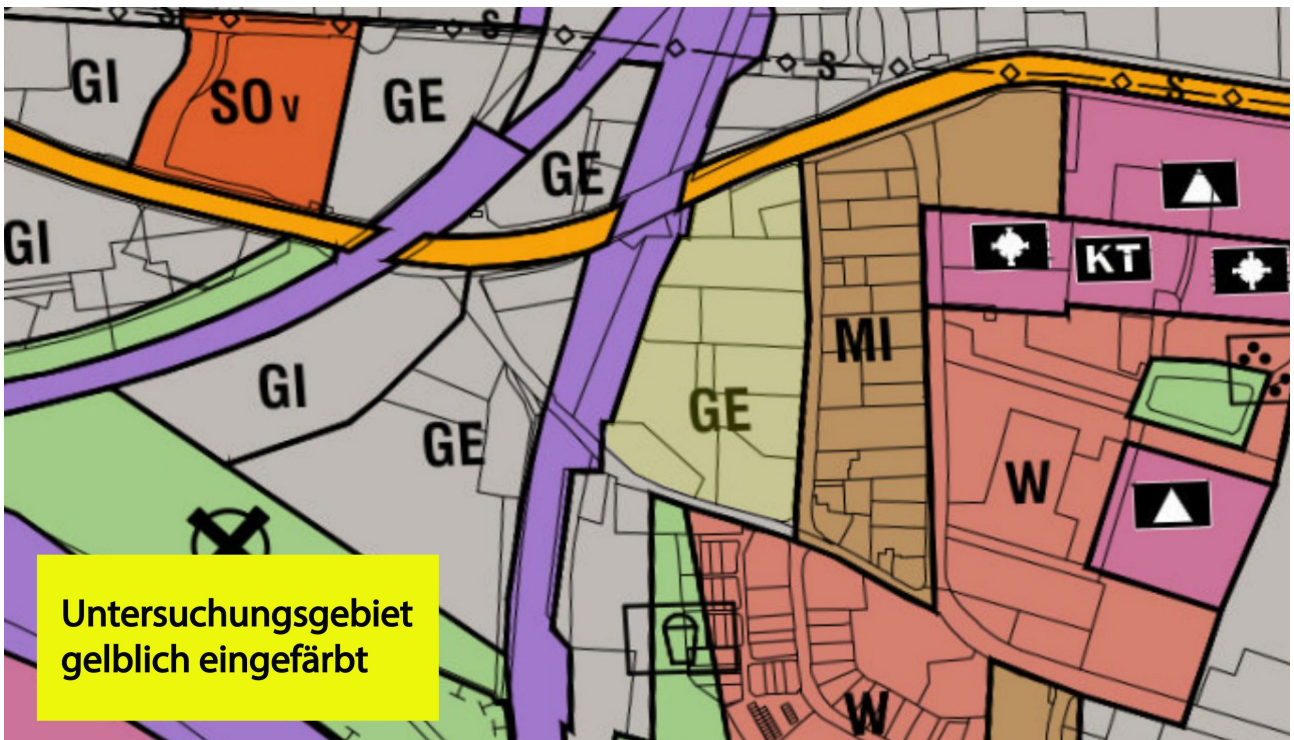 S
S
S
S
GI
SO V
GE
GE
GI
KT
MI
GI
GE
GE
W
Untersuchungsgebiet
gelblich eingefärbt
W